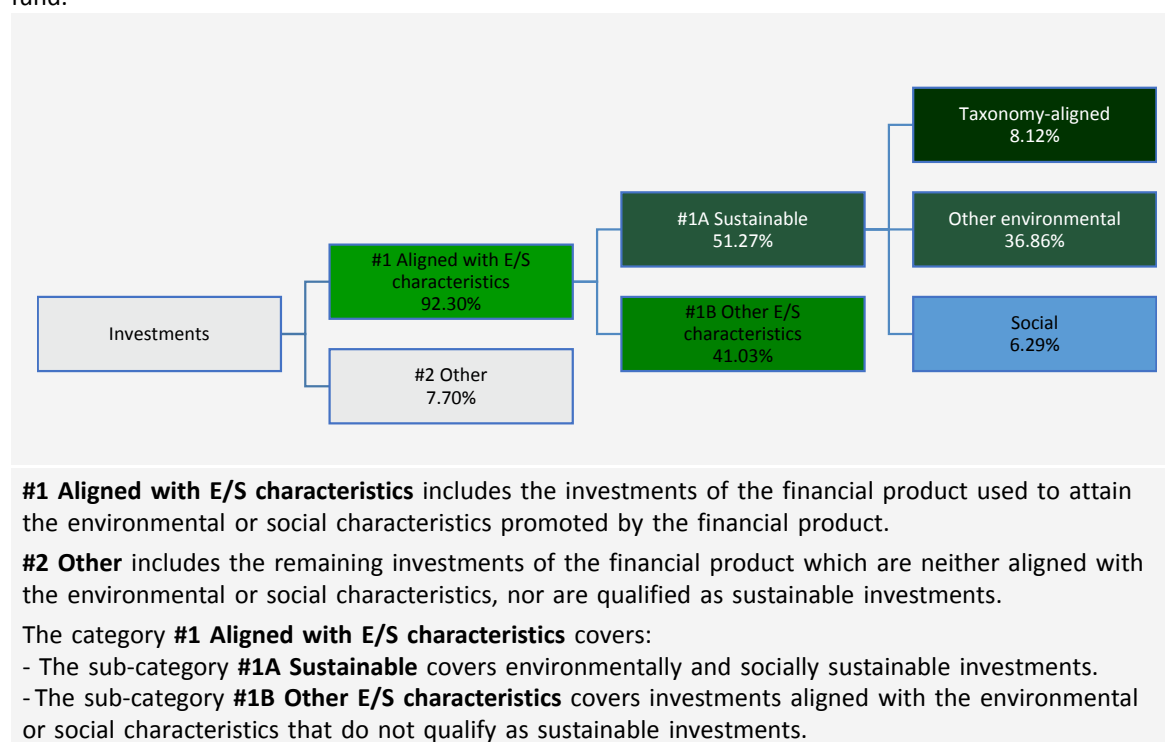 fund.
Taxonomy-aligned
8.12%
#1A Sustainable
51.27%
Other environmental
36.86%
#1 Aligned with E/S
characteristics
92.30%
Investments
#1B Other E/S
characteristics
41.03%
Social
6.29%
#2 Other
7.70%
#1 Aligned with E/S characteristics includes the investments of the financial product used to attain
the environmental or social characteristics promoted by the financial product.
#2 Other includes the remaining investments of the financial product which are neither aligned with
the environmental or social characteristics, nor are qualified as sustainable investments.
The category #1 Aligned with E/S characteristics covers:
- The sub-category #1A Sustainable covers environmentally and socially sustainable investments.
- The sub-category #1B Other E/S characteristics covers investments aligned with the environmental
or social characteristics that do not qualify as sustainable investments.